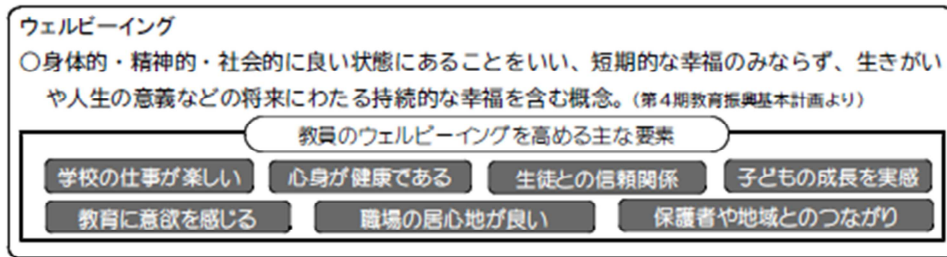 ウェルビーイング
○身体的・精神的・社会的に良い状態にあることをいい、短期的な幸福のみならず、生きがい
や人生の意義などの将来にわたる持続的な幸福を含む概念。(第4期教育振興基本計画より)
教員のウェルビーイングを高める主な要素
学校の仕事が楽しい 心身が健康である 生徒との信頼関係 子どもの成長を実感
教育に意欲を感じる 職場の居心地が良い 保護者や地域とのつながり